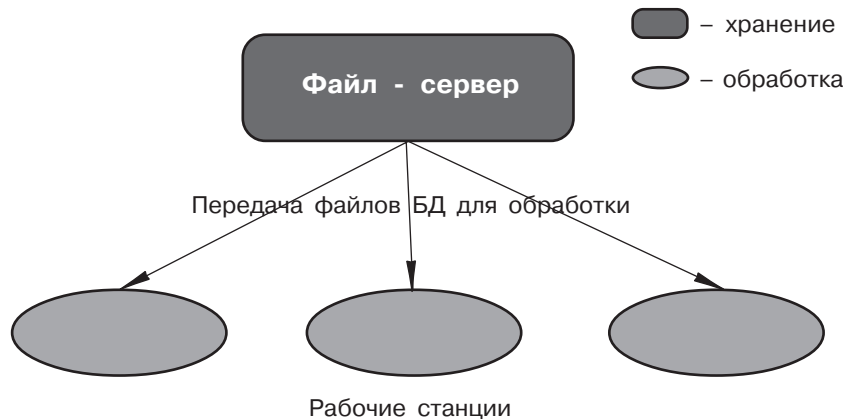 – хранение
Файл - сервер
– обработка
Передача файлов БД для обработки
Рабочие станции